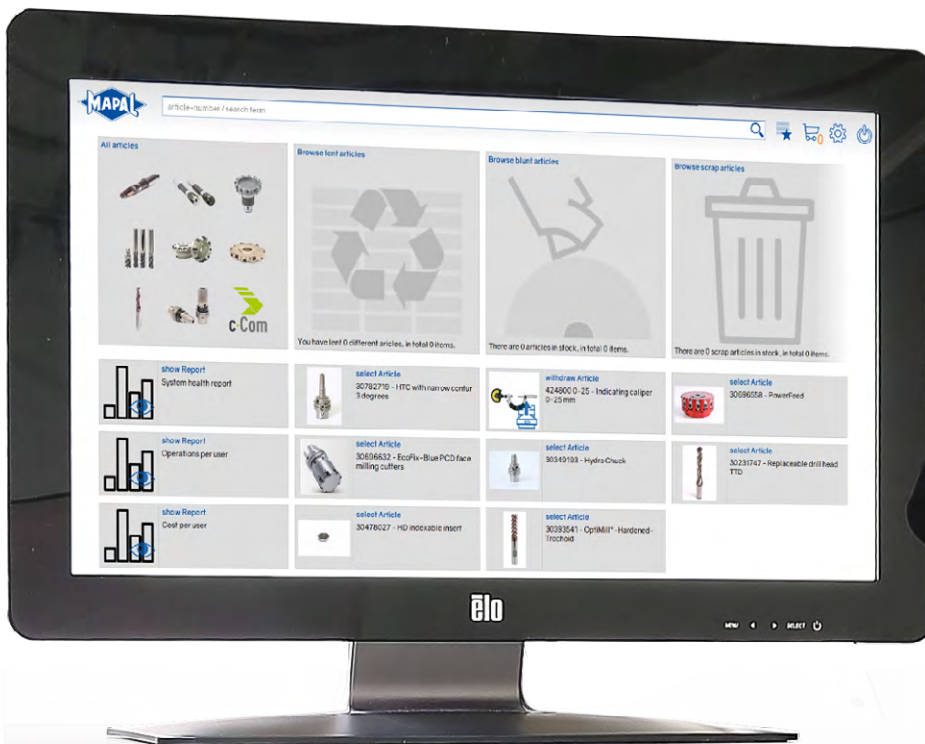 MAPAL
article-number / search term
0
All articles
Browse lent articles
Browse blunt articles
Browse scrap articles
c-Com
You have lent 0 different aricles, in total 0 items.
There are 0 articles in stock, in total 0 items.
There are 0 scrap articles in stock, in total 0 items.
show Report
System health report
select Article
30782719 - HTC with narrow contur
3 degrees
withdraw Article
424800 0-25 - Indicating caliper
0-25 mm
select Article
30696558 - PowerFeed
show Report
Operations per user
select Article
30696632 - EcoFix-Blue PCD face
milling cutters
select Article
30349193 - Hydro Chuck
select Article
30231747 - Replaceable drill head
TTD
show Report
Cost per user
select Article
30478027 - HD indexable insert
select Article
30393541 - OptiMill®-Hardened-
Trochoid
elo
MENU
SELECT